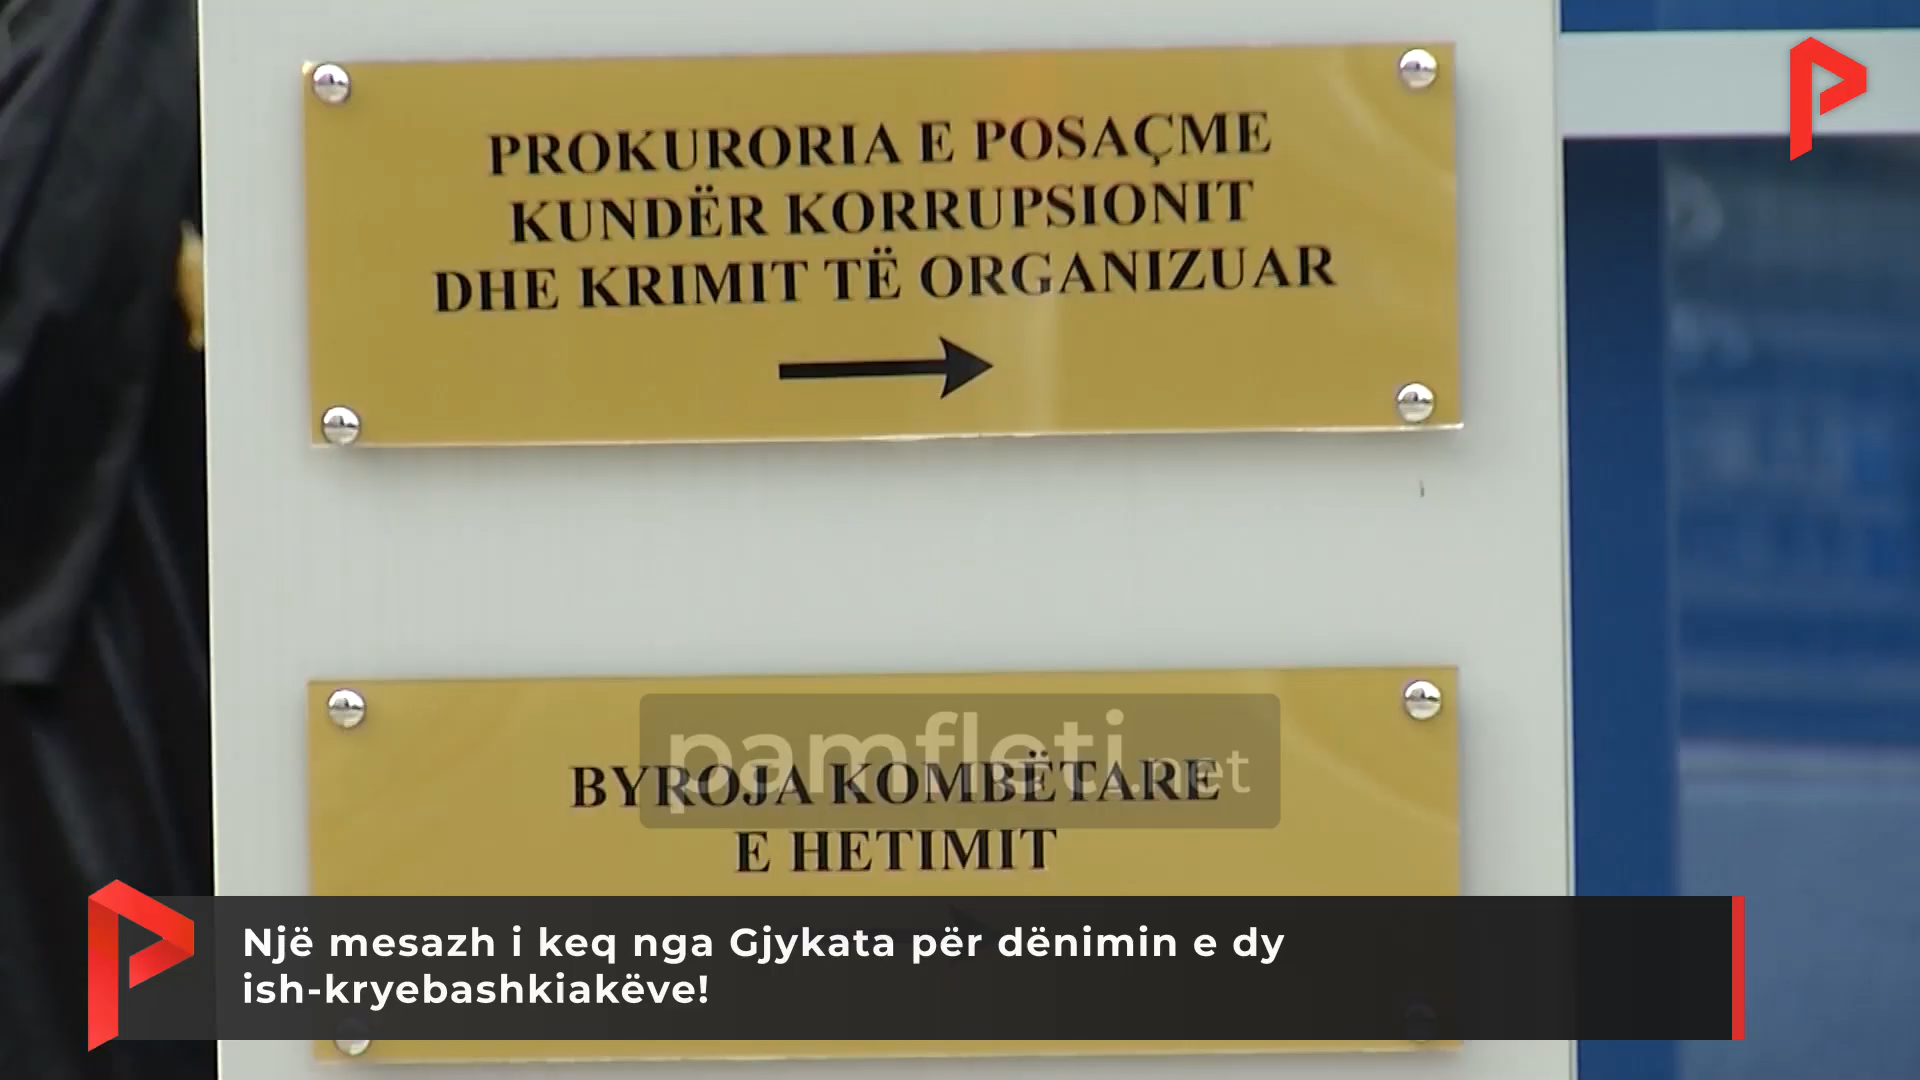 PROKURORIA E POSAÇME
KUNDËR KORRUPSIONIT
DHE KRIMIT TË ORGANIZUAR
pamfleti.net
BYROJA KOMBËTARE
E HETIMIT
Një mesazh i keq nga Gjykata për dënimin e dy
ish-kryebashkiakëve!